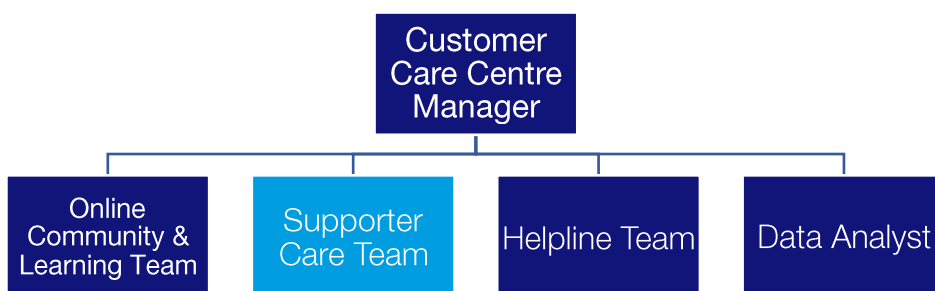 Customer
Care Centre
Manager
Online
Community &
Learning Team
Supporter
Care Team
Helpline Team
Data Analyst